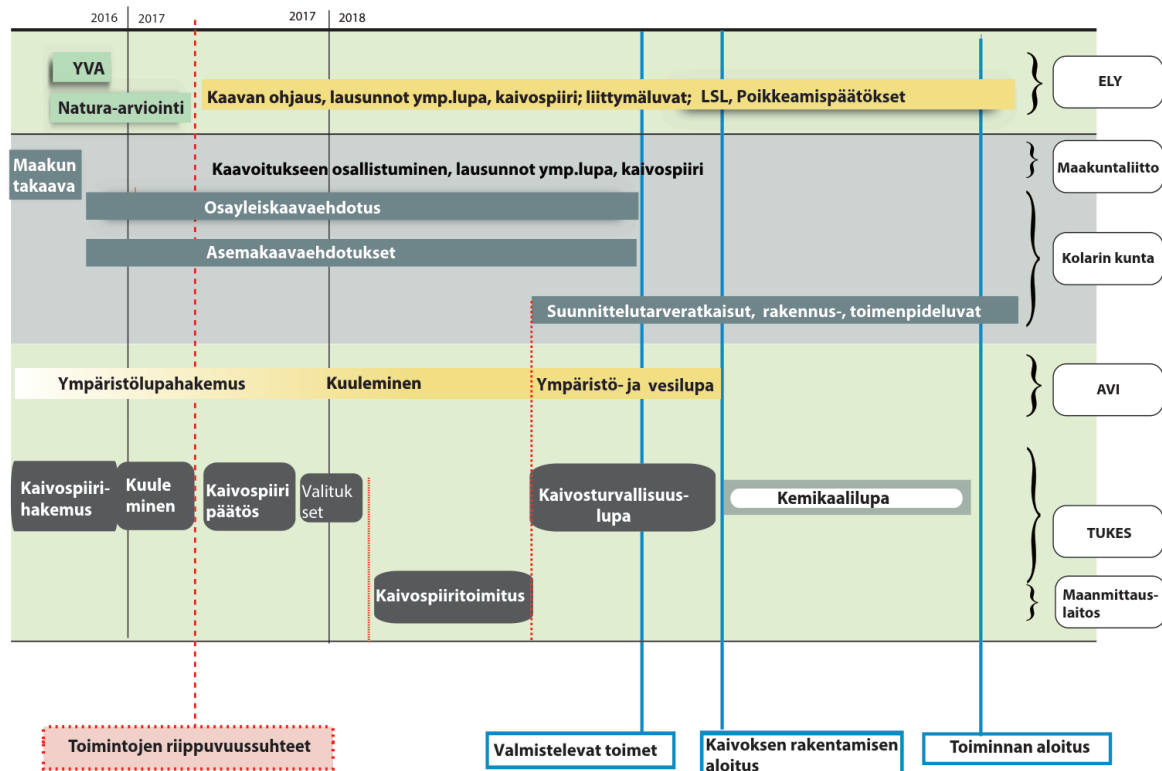 2016 2017 2017 2018
YVA
Natura-arviointi
Kaavan ohjaus, lausunnot ymp.lupa, kaivospiiri; liittymäluvat; LSL, Poikkeamispäätökset
ELY
Maakun
takaava
Kaavoitukseen osallistuminen, lausunnot ymp.lupa, kaivospiiri
Maakuntaliitto
Osayleiskaavaehdotus
Asemakaavaehdotukset
Kolarin kunta
Suunnittelutarveratkaisut, rakennus-, toimenpideluvat
Ympäristölupahakemus
Kuuleminen
Ympäristö- ja vesilupa
AVI
Kaivospiiri-
hakemus
Kuule
minen
Kaivospiiri
päätös
Valituk
set
Kaivosturvallisuus-
lupa
Kemikaalilupa
TUKES
Kaivospiiritoimitus
Maanmittaus-
laitos
Toimintojen riippuvuussuhteet
Valmistelevat toimet
Kaivoksen rakentamisen
aloitus
Toiminnan aloitus